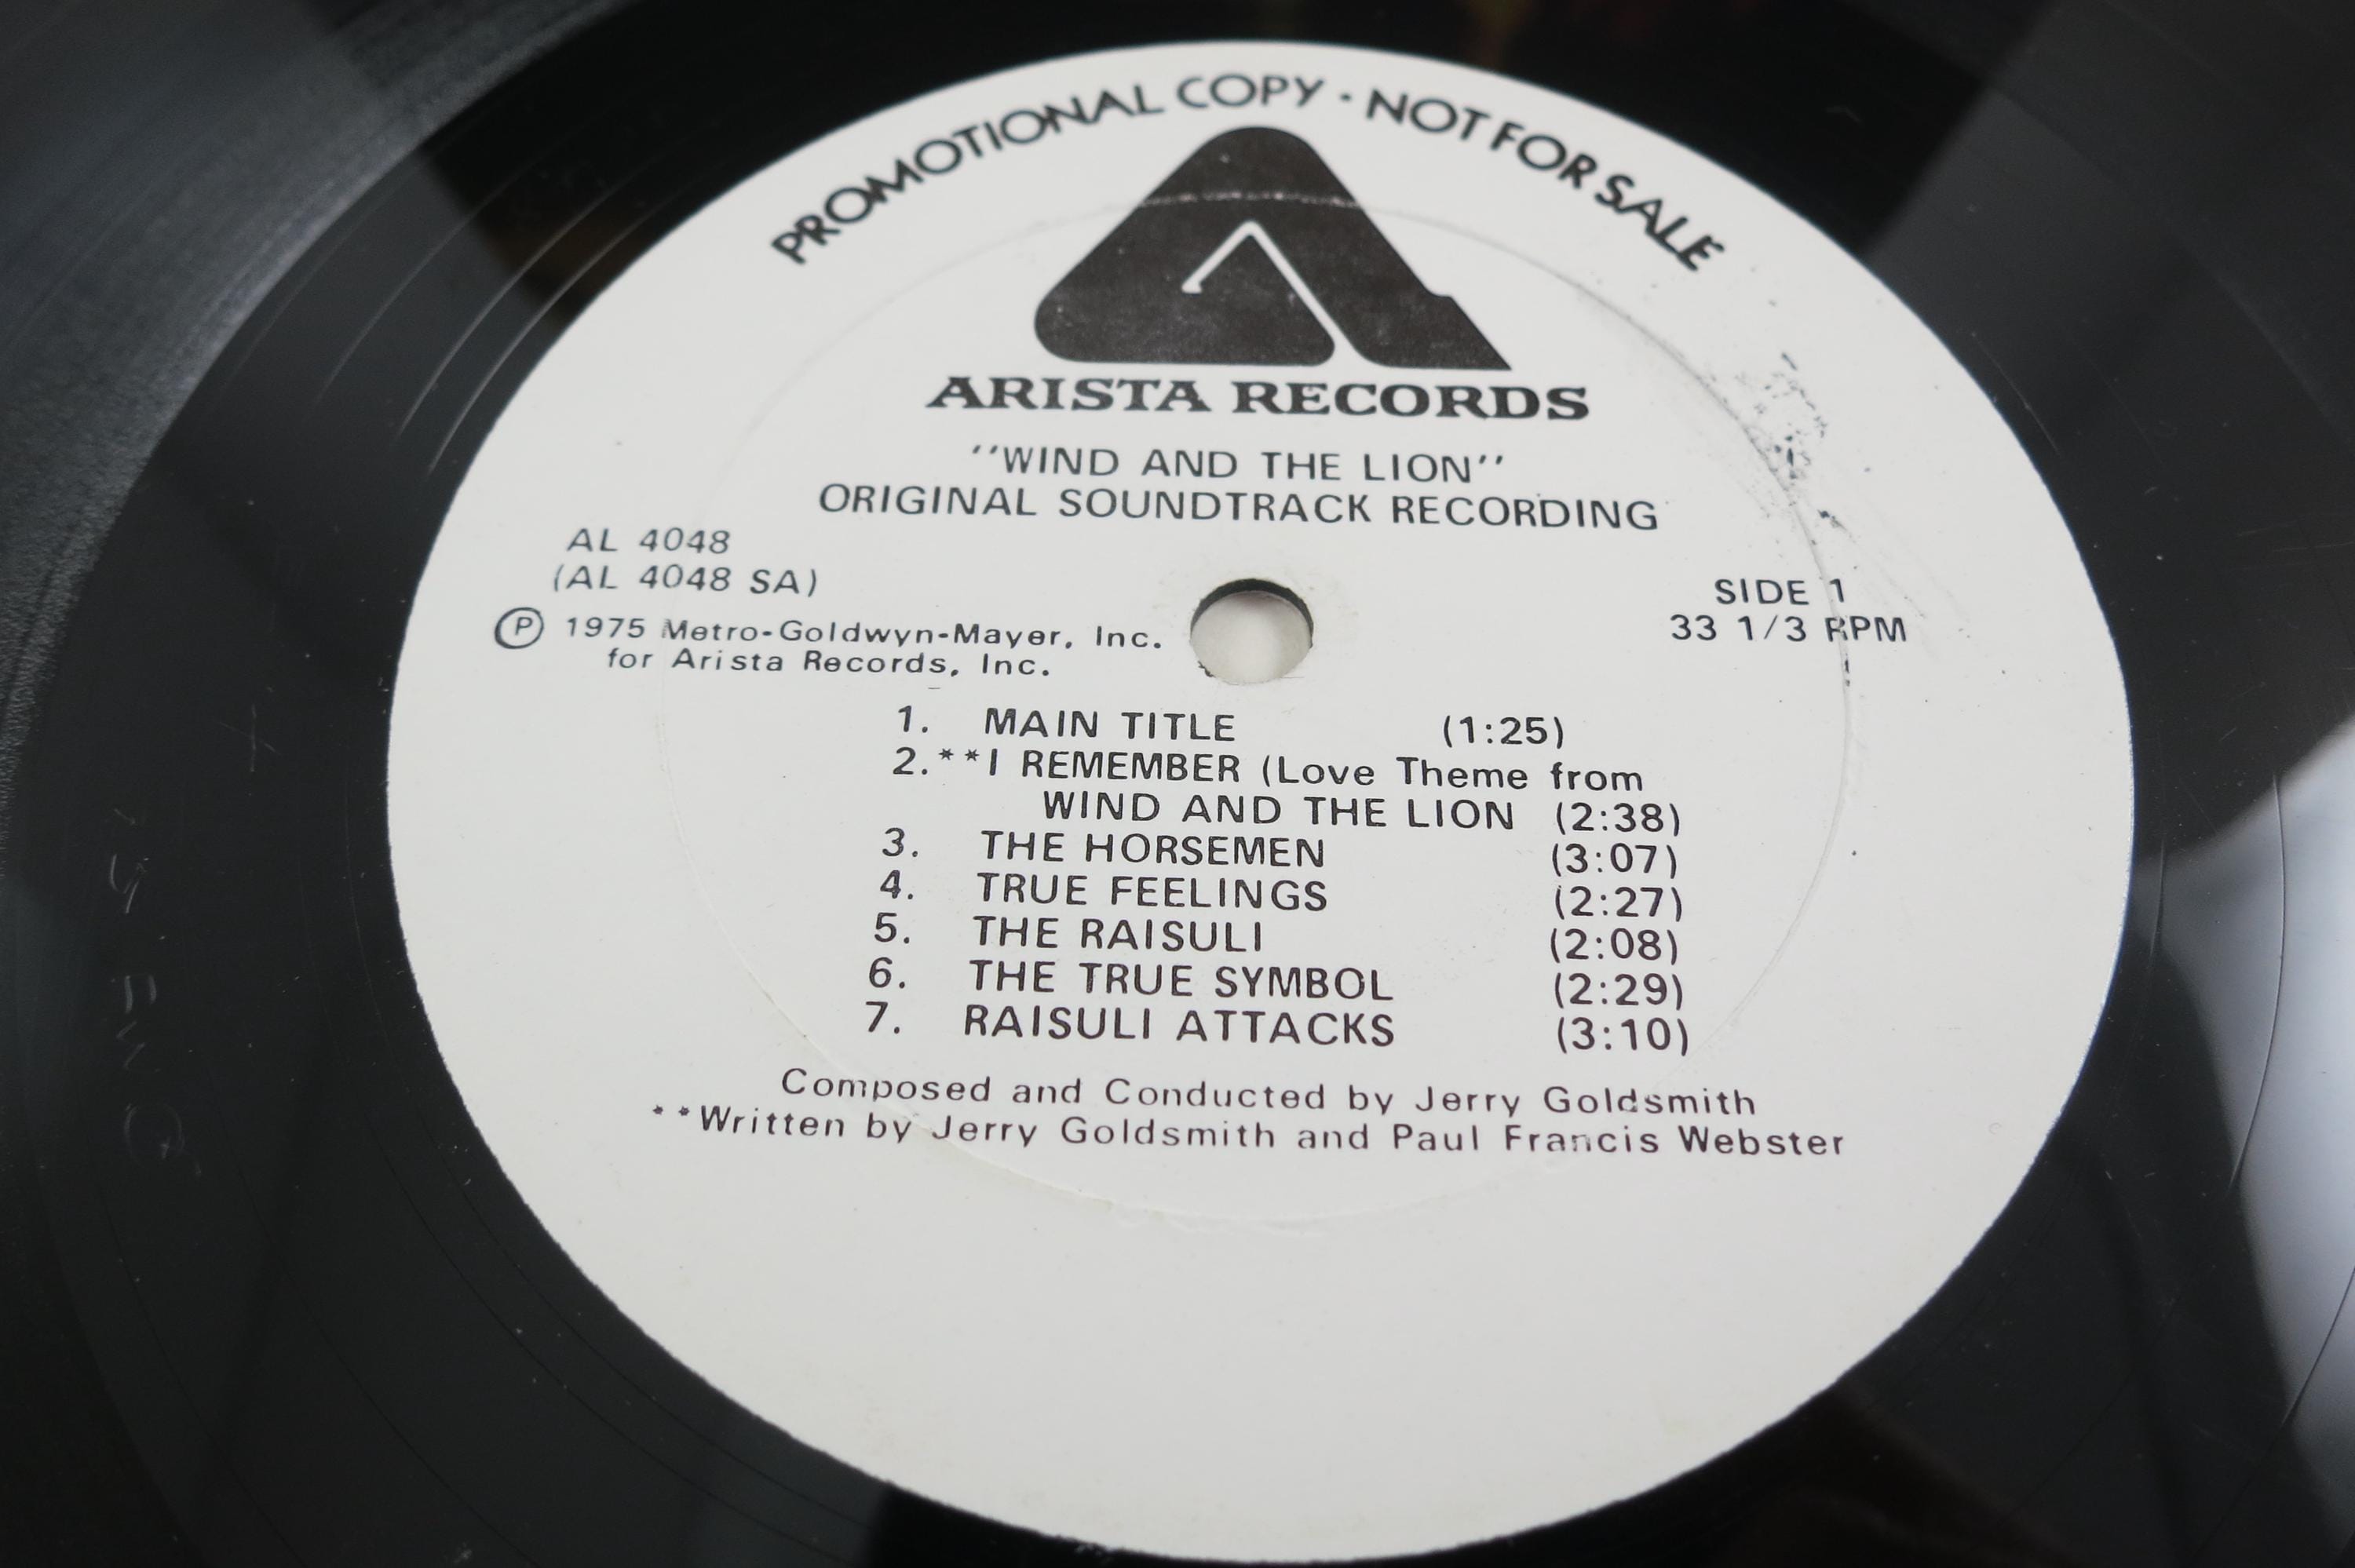 PROMOTIONAL COPY · NOT FOR SALE
ARISTA RECORDS
"WIND AND THE LION"
ORIGINAL SOUNDTRACK RECORDING
AL 4048
(AL 4048 SA)
Ⓟ 1975 Metro-Goldwyn-Mayer, Inc.
for Arista Records, Inc.
SIDE 1
33 1/3 RPM
1. MAIN TITLE (1:25)
2.**I REMEMBER (Love Theme from
WIND AND THE LION (2:38)
3. THE HORSEMEN (3:07)
4. TRUE FEELINGS (2:27)
5. THE RAISULI (2:08)
6. THE TRUE SYMBOL (2:29)
7. RAISULI ATTACKS (3:10)
Composed and Conducted by Jerry Goldsmith
**Written by Jerry Goldsmith and Paul Francis Webster